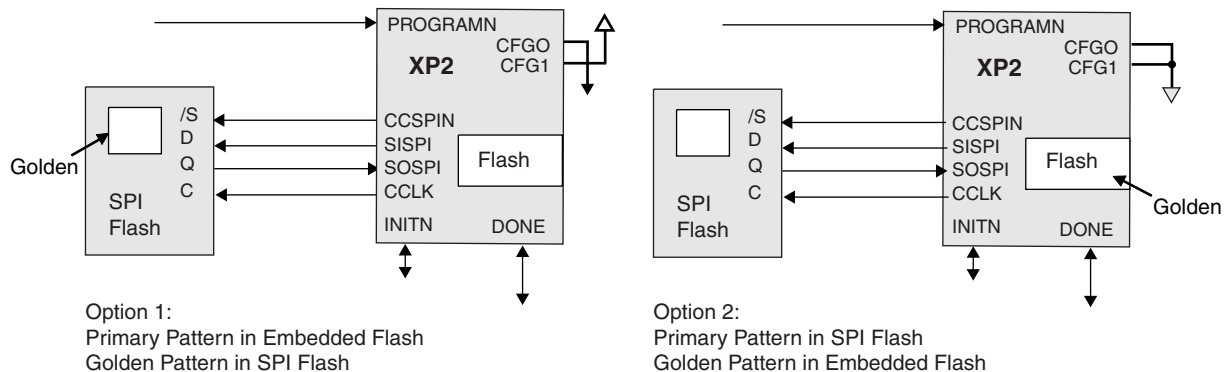 PROGRAMN
CFGO
CFG1
XP2
/S
D
Q
C
CCSPIN
SISPI
SOSPI
CCLK
Flash
Golden
SPI
Flash
INITN
DONE
Option 1:
Primary Pattern in Embedded Flash
Golden Pattern in SPI Flash
PROGRAMN
CFGO
CFG1
XP2
/S
D
Q
C
CCSPIN
SISPI
SOSPI
CCLK
Flash
Golden
SPI
Flash
INITN
DONE
Option 2:
Primary Pattern in SPI Flash
Golden Pattern in Embedded Flash